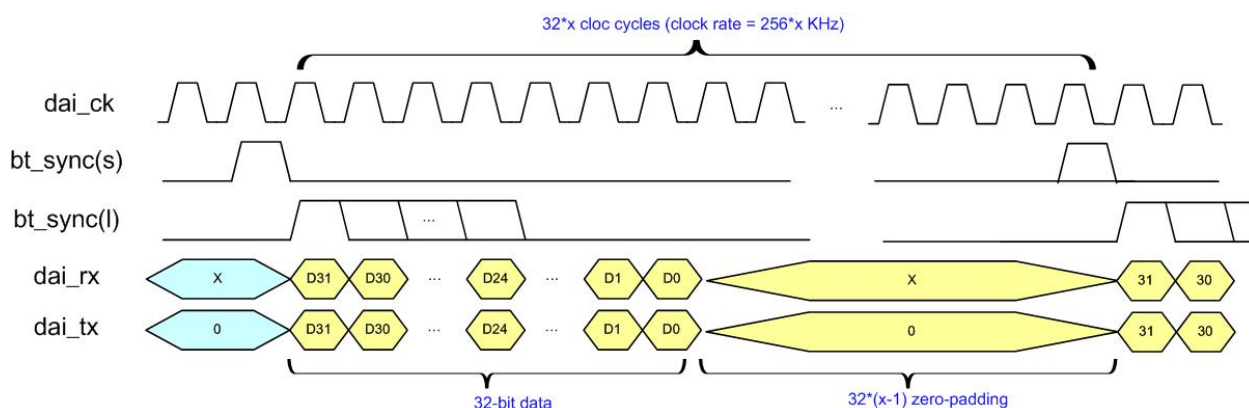 32*x cloc cycles (clock rate = 256*x KHz)
dai_ck
...
bt_sync(s)
bt_sync(l)
...
dai_rx X D31 D30 ... D24 ... D1 D0 X 31 30
dai_tx 0 D31 D30 ... D24 ... D1 D0 0 31 30
32-bit data 32*(x-1) zero-padding